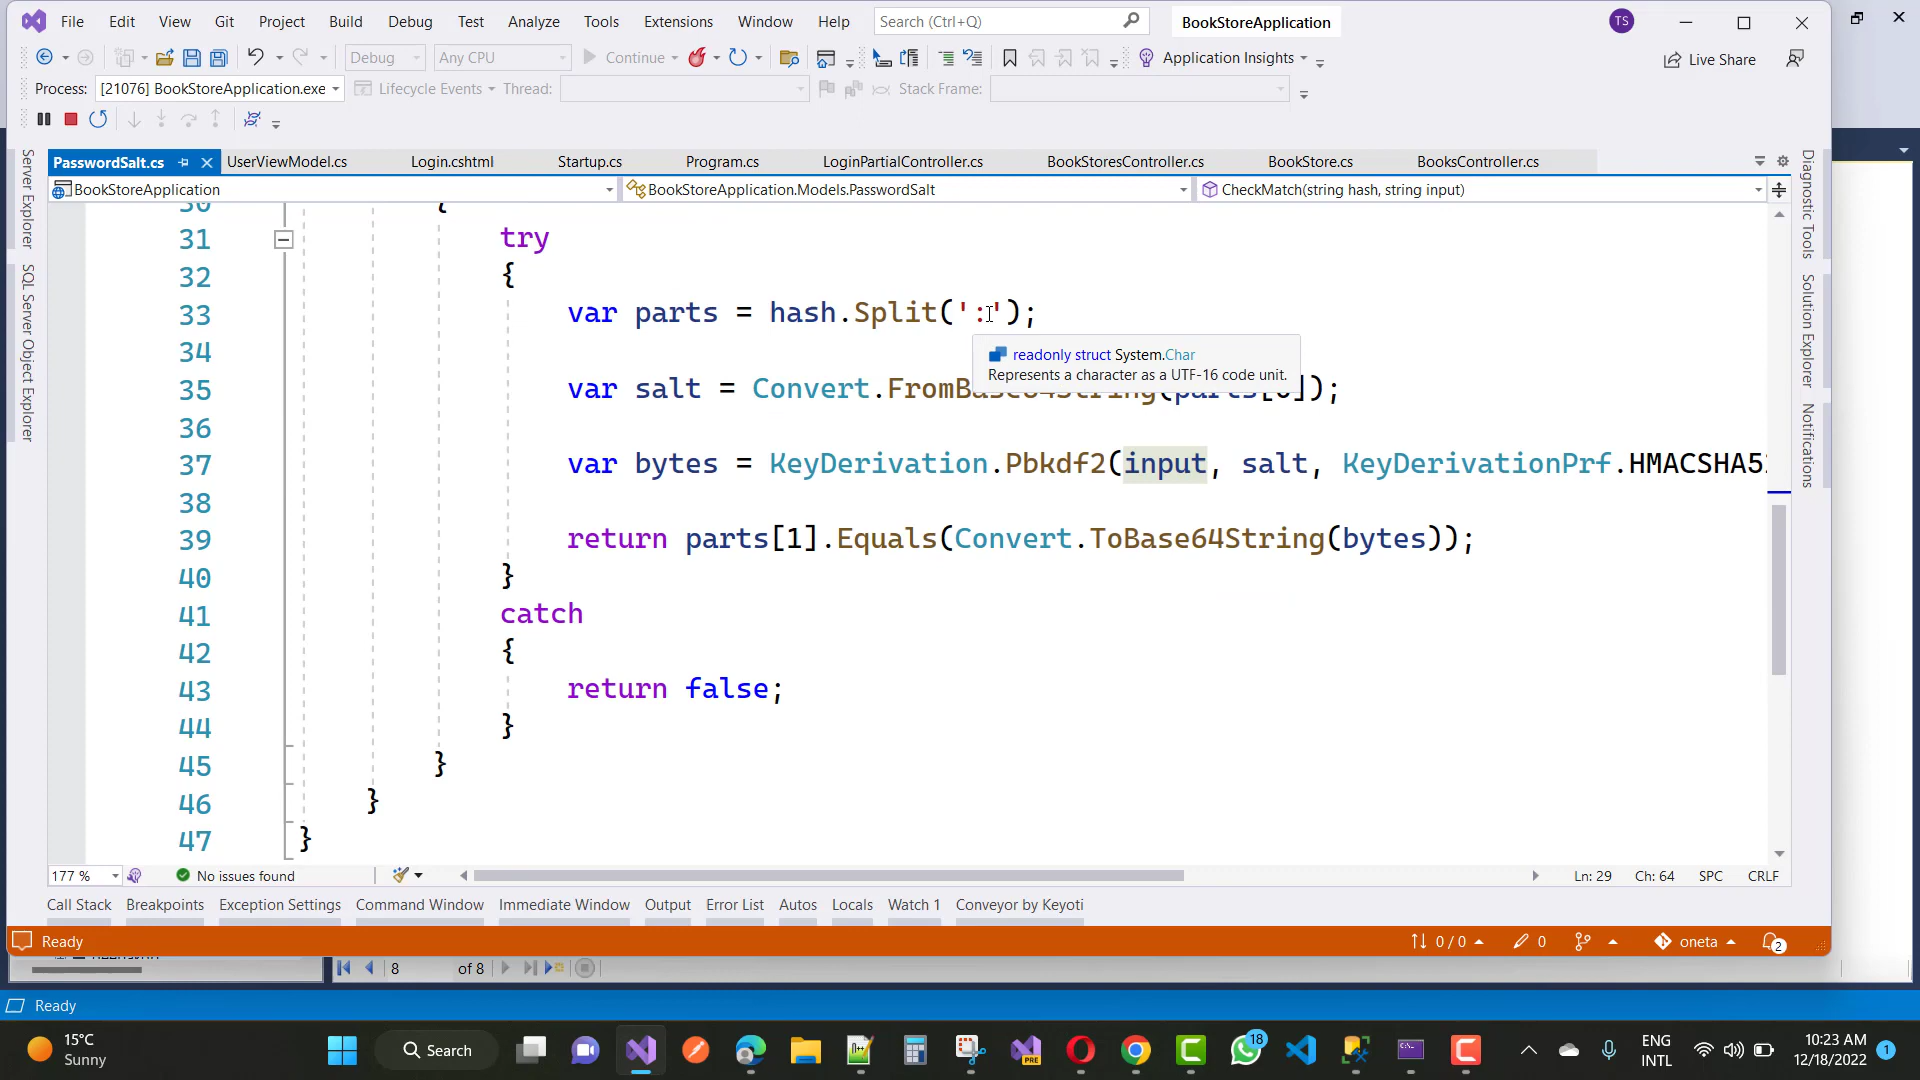 File Edit View Git Project Build Debug Test Analyze Tools Extensions Window Help Search (Ctrl+Q) BookStoreApplication TS
Debug Any CPU Continue Application Insights Live Share
Process: [21076] BookStoreApplication.exe Lifecycle Events Thread: Stack Frame:
PasswordSalt.cs UserViewModel.cs Login.cshtml Startup.cs Program.cs LoginPartialController.cs BookStoresController.cs BookStore.cs BooksController.cs
BookStoreApplication BookStoreApplication.Models.PasswordSalt CheckMatch(string hash, string input)
Server Explorer
SQL Server Object Explorer
Diagnostic Tools
Solution Explorer
Notifications
30 {
31 try
32 {
33 var parts = hash.Split(':');
readonly struct System.Char
Represents a character as a UTF-16 code unit.
34
35 var salt = Convert.FromBase64String(parts[0]);
36
37 var bytes = KeyDerivation.Pbkdf2(input, salt, KeyDerivationPrf.HMACSHA5
38
39 return parts[1].Equals(Convert.ToBase64String(bytes));
40 }
41 catch
42 {
43 return false;
44 }
45 }
46 }
47 }
177 % No issues found Ln: 29 Ch: 64 SPC CRLF
Call Stack Breakpoints Exception Settings Command Window Immediate Window Output Error List Autos Locals Watch 1 Conveyor by Keyoti
Ready 0 / 0 0 oneta 2
8 of 8
Ready
15°C
Sunny
Search
PRE
18
ENG
INTL
10:23 AM
12/18/2022
1